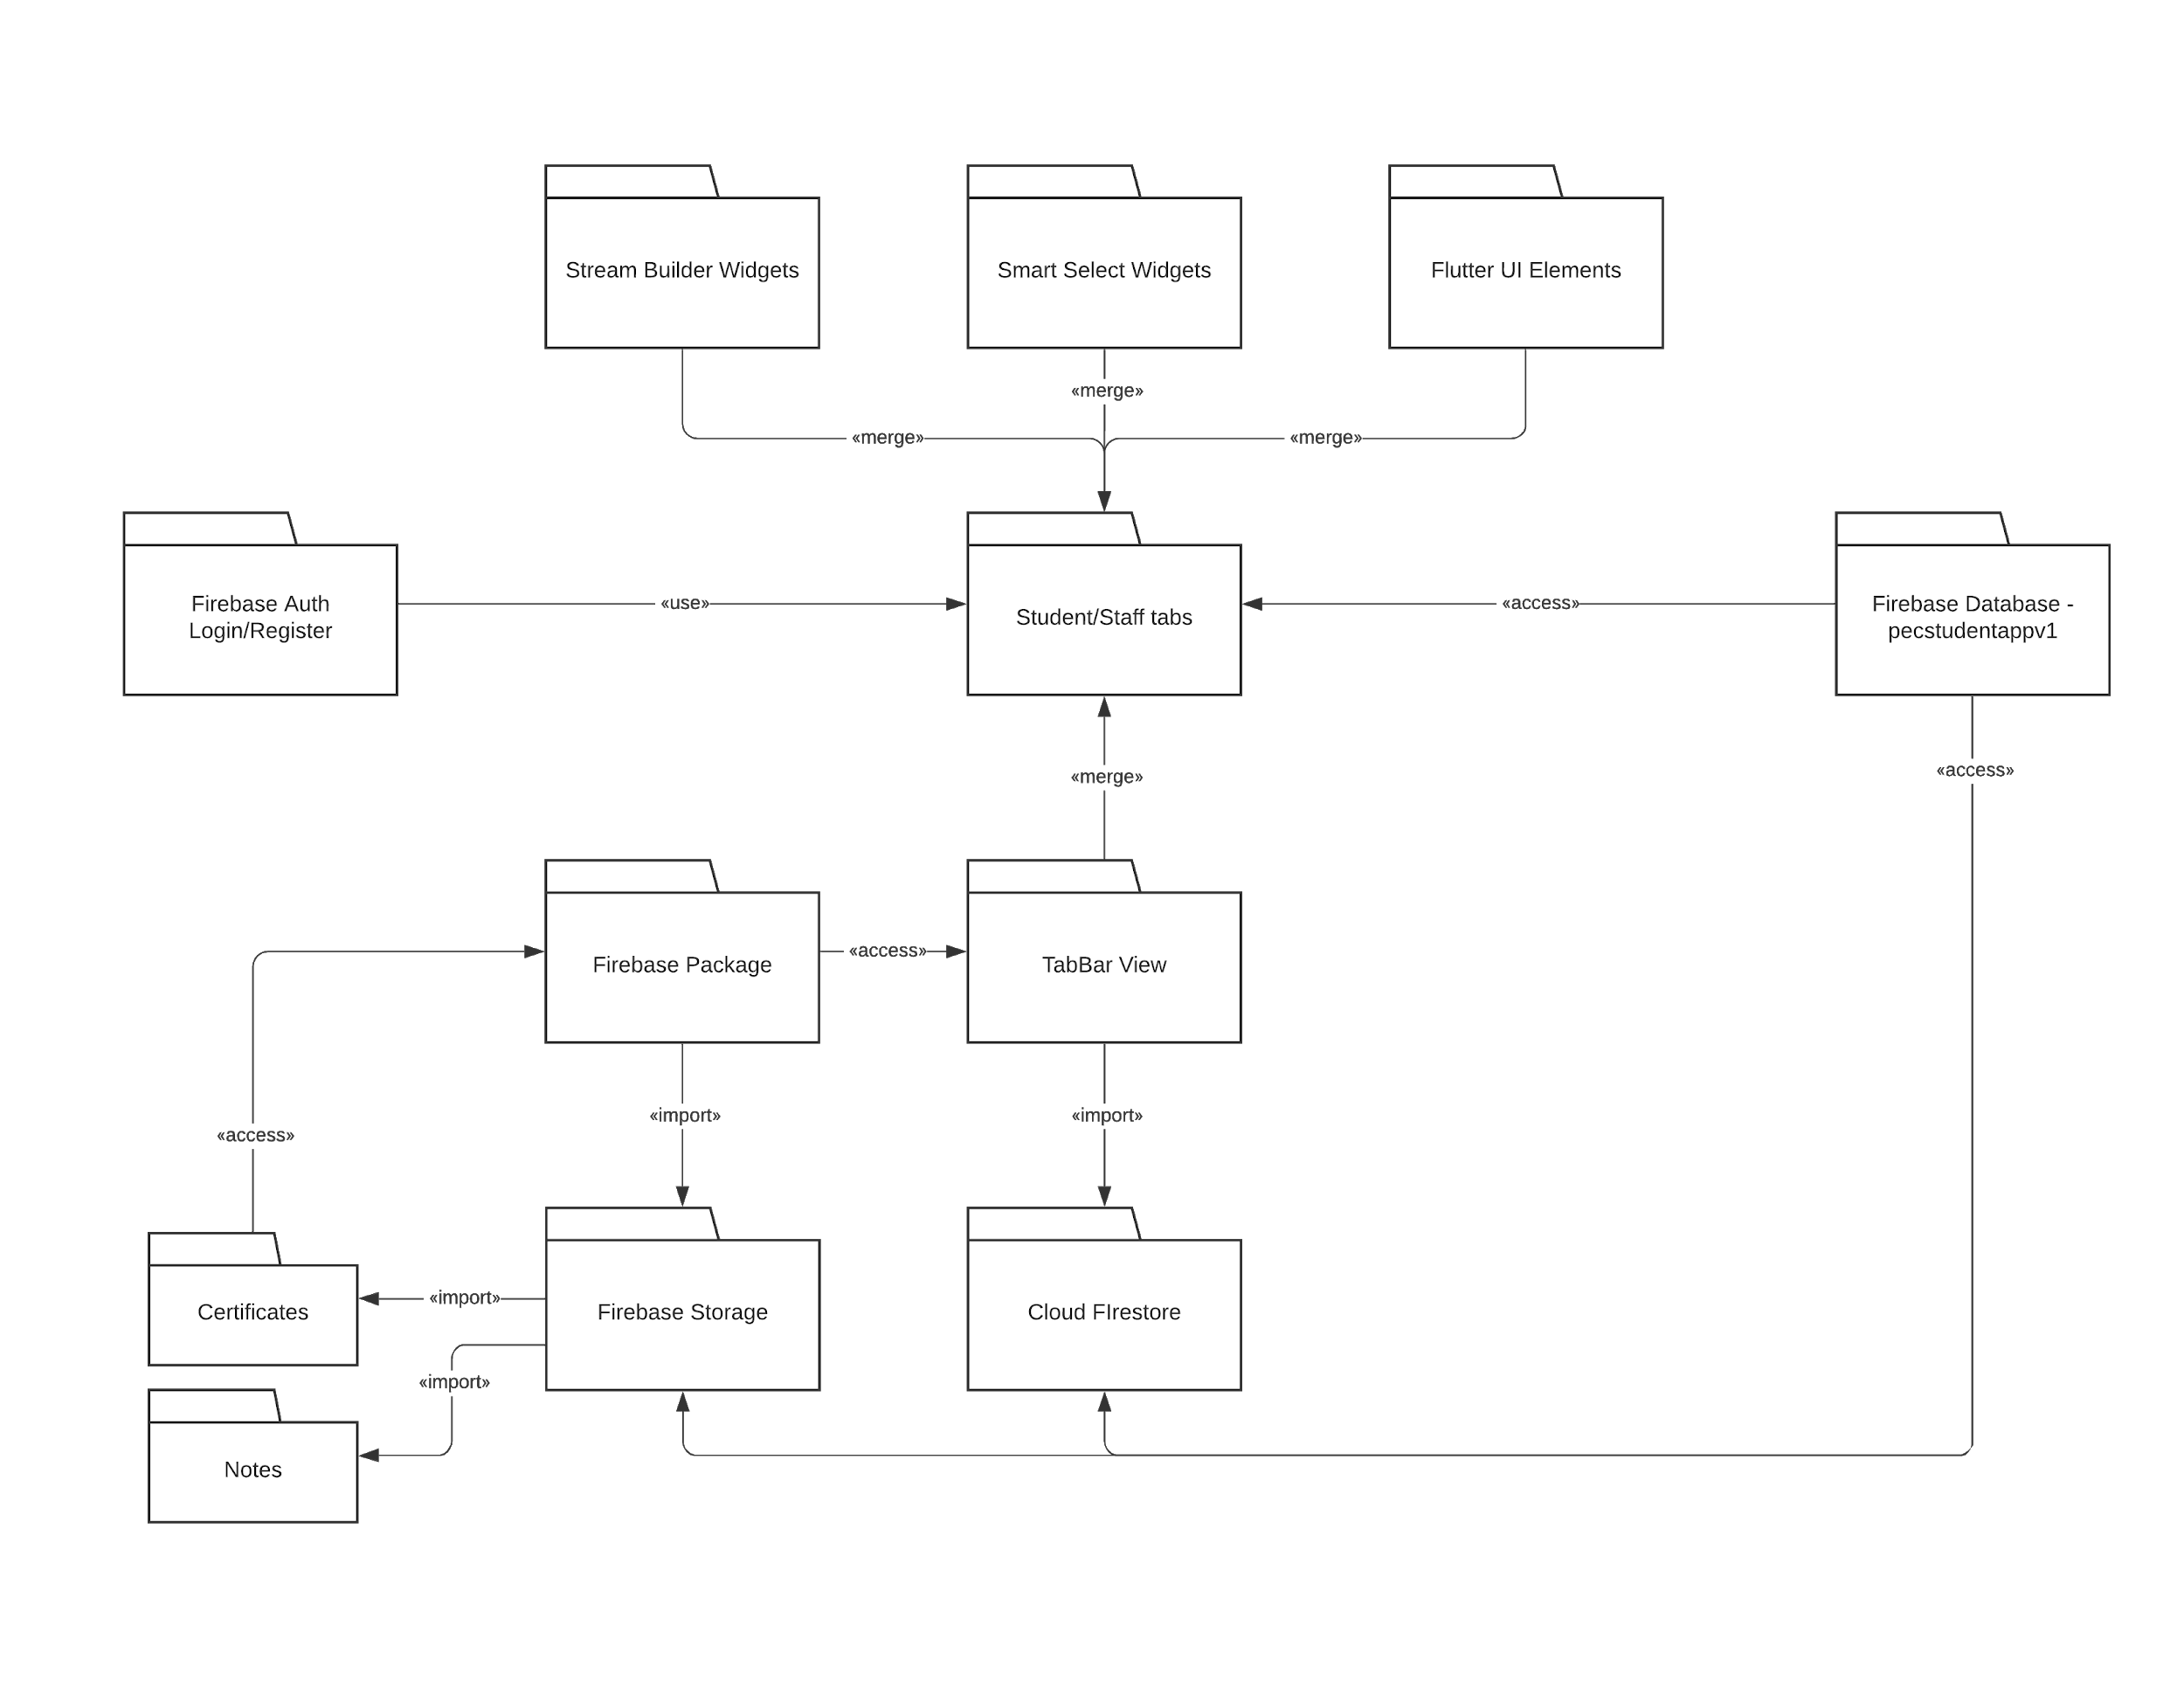 Stream Builder Widgets
Smart Select Widgets
Flutter UI Elements
«merge»
«merge»
«merge»
Firebase Auth
Login/Register
«use»
Student/Staff tabs
«access»
Firebase Database -
pecstudentappv1
«merge»
«access»
Firebase Package
«access»
TabBar View
«import»
«import»
«access»
Certificates
«import»
Firebase Storage
Cloud FIrestore
«import»
Notes